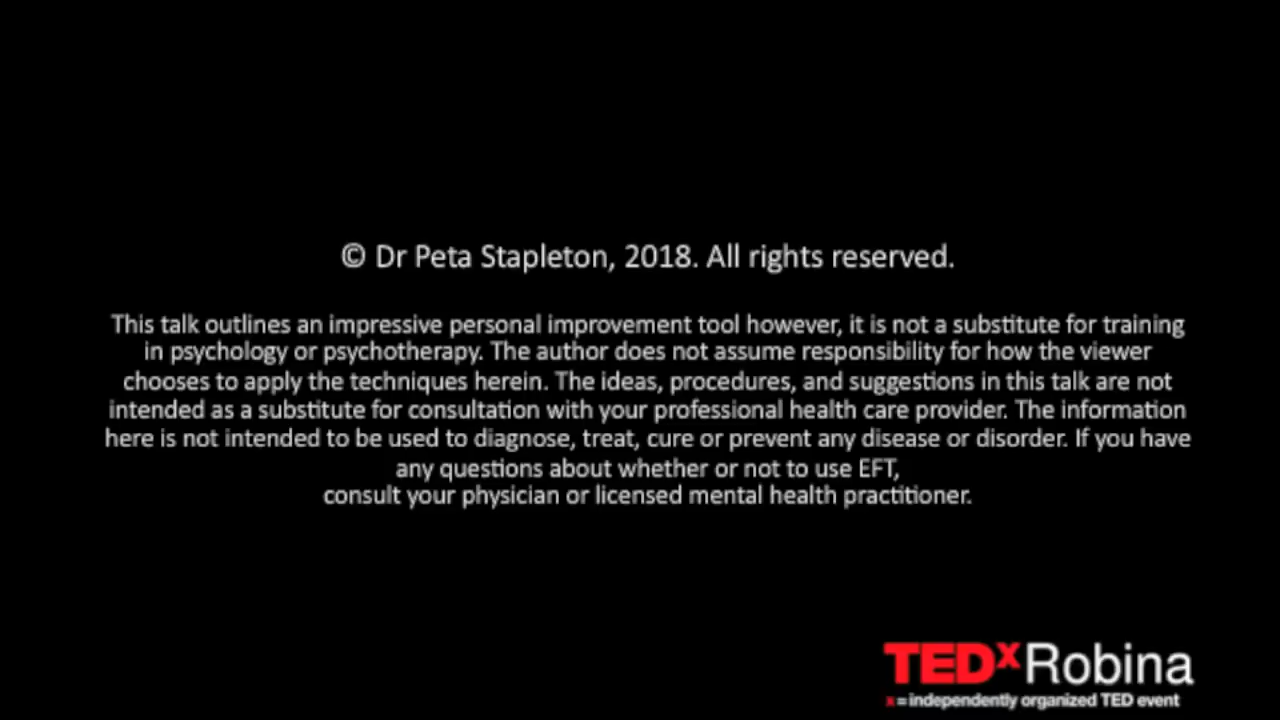 © Dr Peta Stapleton, 2018. All rights reserved.
This talk outlines an impressive personal improvement tool however, it is not a substitute for training
in psychology or psychotherapy. The author does not assume responsibility for how the viewer
chooses to apply the techniques herein. The ideas, procedures, and suggestions in this talk are not
intended as a substitute for consultation with your professional health care provider. The information
here is not intended to be used to diagnose, treat, cure or prevent any disease or disorder. If you have
any questions about whether or not to use EFT,
consult your physician or licensed mental health practitioner.
TEDx Robina
x = independently organized TED event